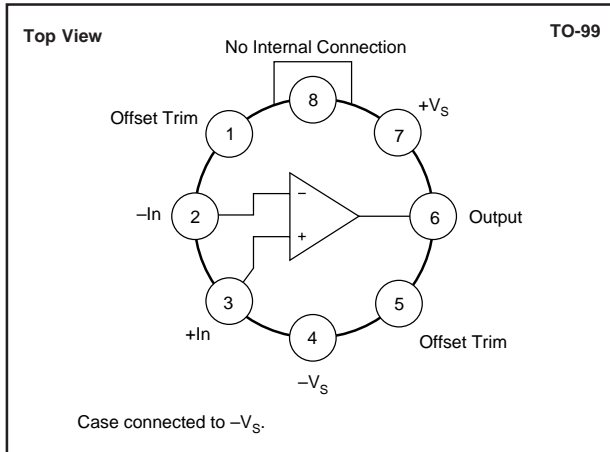 Top View
TO-99
No Internal Connection
8
Offset Trim
1
7
+VS
–In
2
–
+
6
Output
3
+In
5
Offset Trim
4
–VS
Case connected to –VS.